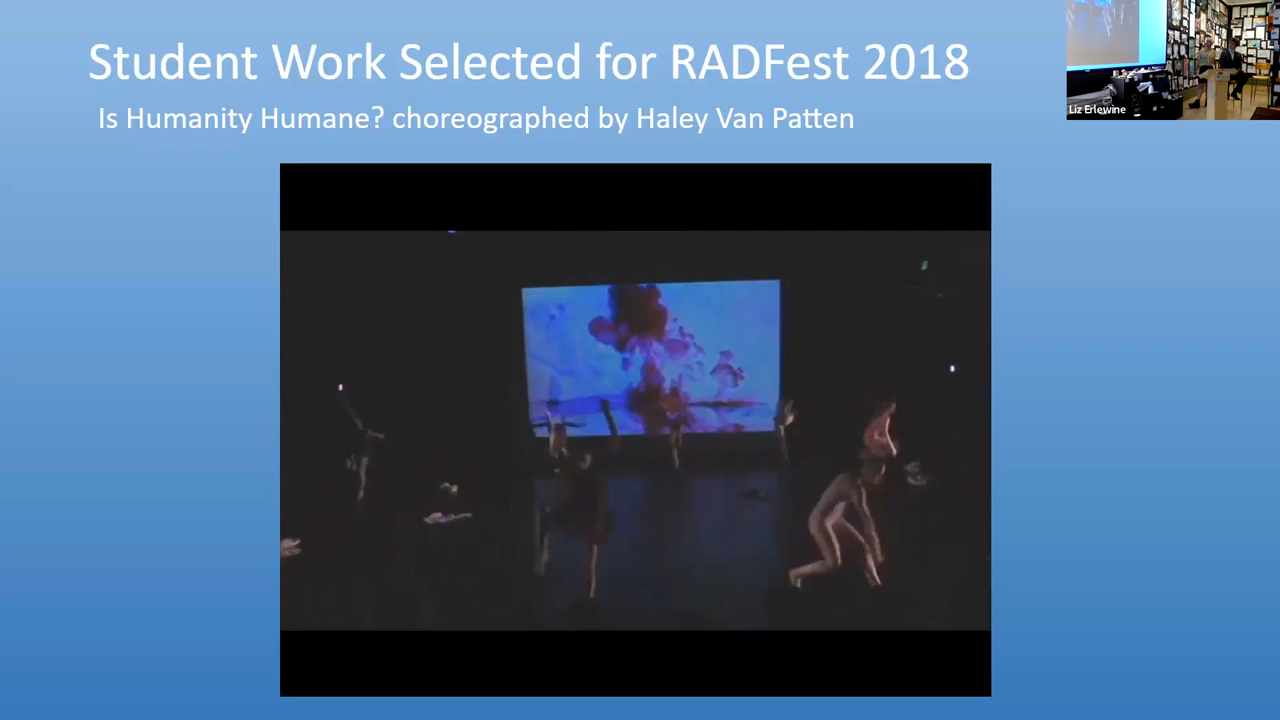 Student Work Selected for RADFest 2018
Is Humanity Humane? choreographed by Haley Van Patten
Liz Erlewine